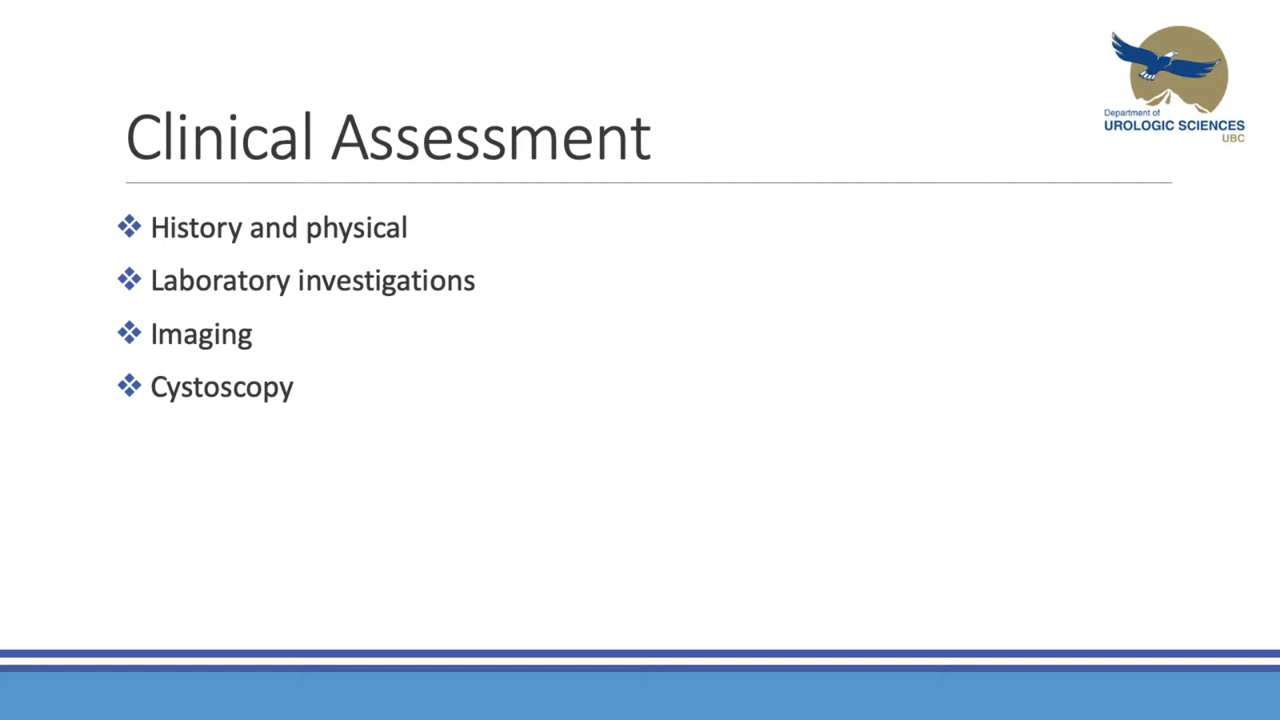 Department of
UROLOGIC SCIENCES
UBC
Clinical Assessment
History and physical
Laboratory investigations
Imaging
Cystoscopy